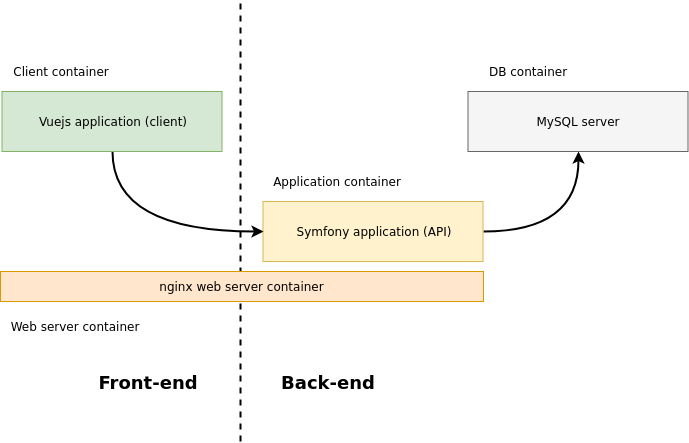 Client container
DB container
Vuejs application (client)
MySQL server
Application container
Symfony application (API)
nginx web server container
Web server container
Front-end
Back-end